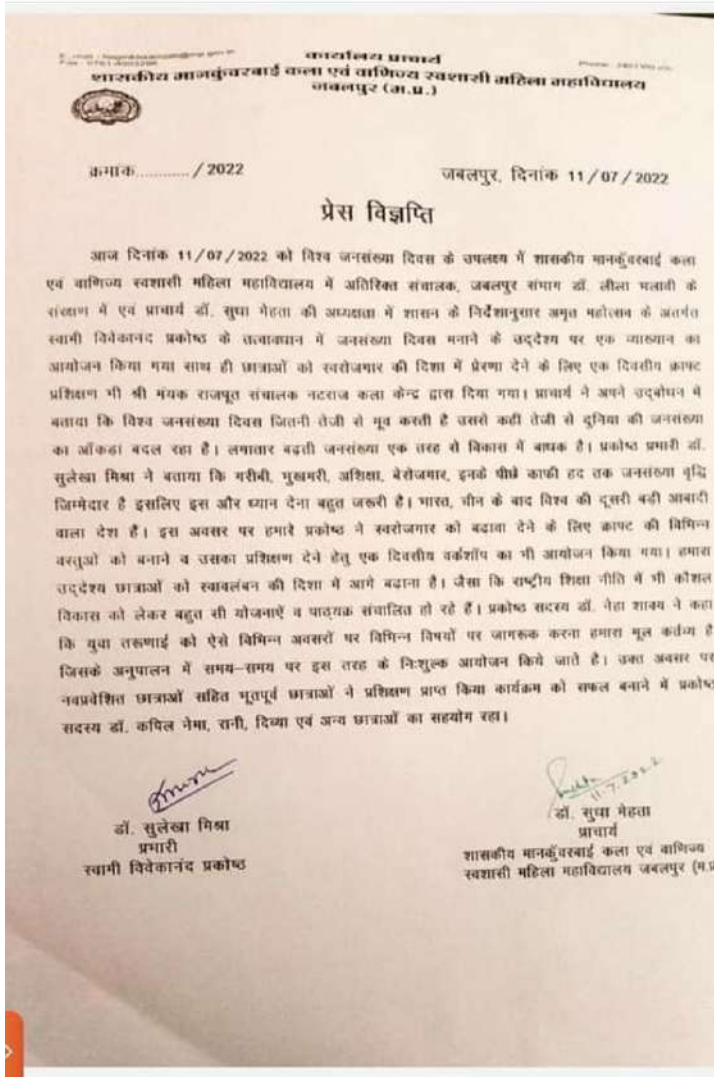 कार्यालय प्राचार्य
शासकीय मानकुंवरबाई कला एवं वाणिज्य स्वशासी महिला महाविद्यालय
जबलपुर (म.प्र.)
क्रमांक............/ 2022
जबलपुर, दिनांक 11/07/2022
प्रेस विज्ञप्ति
आज दिनांक 11/07/2022 को विश्व जनसंख्या दिवस के उपलक्ष्य में शासकीय मानकुँवरबाई कला
एवं वाणिज्य स्वशासी महिला महाविद्यालय में अतिरिक्त संचालक, जबलपुर संभाग डॉ. लीला भलावी के
संरक्षण में एवं प्राचार्य डॉ. सुधा मेहता की अध्यक्षता में शासन के निर्देशानुसार अमृत महोत्सव के अंतर्गत
स्वामी विवेकानंद प्रकोष्ठ के तत्वावधान में जनसंख्या दिवस मनाने के उद्देश्य पर एक व्याख्यान का
आयोजन किया गया साथ ही छात्राओं को स्वरोजगार की दिशा में प्रेरणा देने के लिए एक दिवसीय क्राफ्ट
प्रशिक्षण भी श्री मंयक राजपूत संचालक नटराज कला केन्द्र द्वारा दिया गया। प्राचार्य ने अपने उद्बोधन में
बताया कि विश्व जनसंख्या दिवस जितनी तेजी से मूव करती है उससे कहीं तेजी से दुनिया की जनसंख्या
का आँकड़ा बदल रहा है। लगातार बढ़ती जनसंख्या एक तरह से विकास में बाधक है। प्रकोष्ठ प्रभारी डॉ.
सुलेखा मिश्रा ने बताया कि गरीबी, भुखमरी, अशिक्षा, बेरोजगार, इनके पीछे काफी हद तक जनसंख्या वृद्धि
जिम्मेदार है इसलिए इस और ध्यान देना बहुत जरूरी है। भारत, चीन के बाद विश्व की दूसरी बड़ी आबादी
वाला देश है। इस अवसर पर हमारे प्रकोष्ठ ने स्वरोजगार को बढावा देने के लिए क्राफ्ट की विभिन्न
वस्तुओं को बनाने व उसका प्रशिक्षण देने हेतु एक दिवसीय वर्कशॉप का भी आयोजन किया गया। हमारा
उद्देश्य छात्राओं को स्वावलंबन की दिशा में आगे बढाना है। जैसा कि राष्ट्रीय शिक्षा नीति में भी कौशल
विकास को लेकर बहुत सी योजनाऐं व पाठ्यक्र संचालित हो रहे हैं। प्रकोष्ठ सदस्य डॉ. नेहा शाक्य ने कहा
कि युवा तरूणाई को ऐसे विभिन्न अवसरों पर विभिन्न विषयों पर जागरूक करना हमारा मूल कर्तव्य है
जिसके अनुपालन में समय–समय पर इस तरह के निःशुल्क आयोजन किये जाते है। उक्त अवसर पर
नवप्रवेशित छात्राओं सहित भूतपूर्व छात्राओं ने प्रशिक्षण प्राप्त किया कार्यक्रम को सफल बनाने में प्रकोष्ठ
सदस्य डॉ. कपिल नेमा, रानी, दिव्या एवं अन्य छात्राओं का सहयोग रहा।
11.7.2022
डॉ. सुलेखा मिश्रा
प्रभारी
स्वामी विवेकानंद प्रकोष्ठ
डॉ. सुधा मेहता
प्राचार्य
शासकीय मानकुँवरबाई कला एवं वाणिज्य
स्वशासी महिला महाविद्यालय जबलपुर (म.प्र